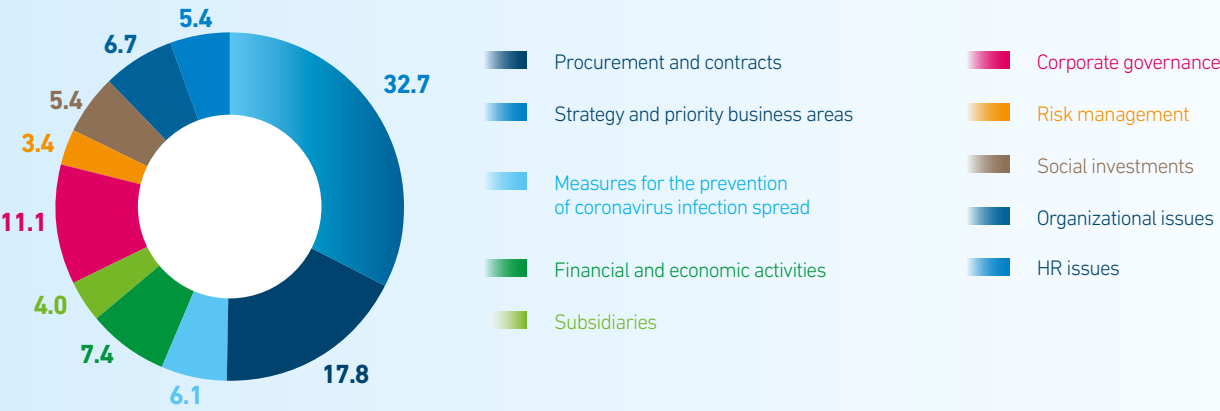 5.4
6.7
32.7
5.4
3.4
11.1
4.0
7.4
17.8
6.1
Procurement and contracts
Strategy and priority business areas
Measures for the prevention
of coronavirus infection spread
Financial and economic activities
Subsidiaries
Corporate governance
Risk management
Social investments
Organizational issues
HR issues